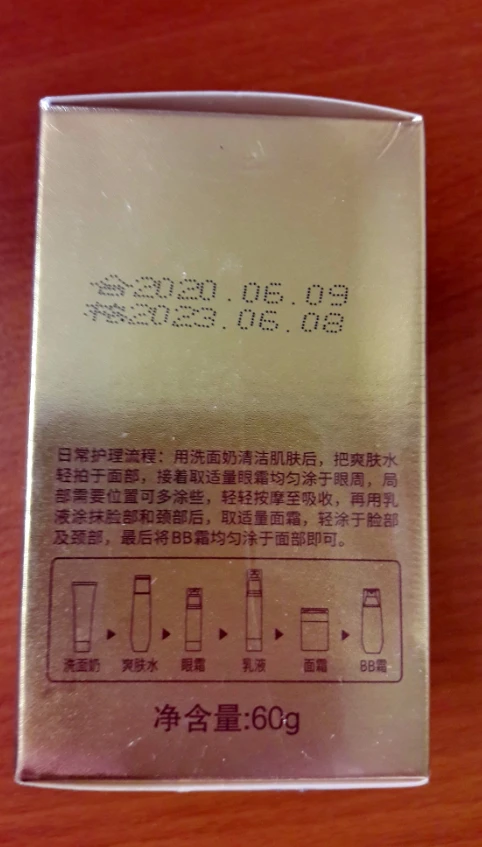 合2020.06.09
格2023.06.08
日常护理流程：用洗面奶清洁肌肤后，把爽肤水
轻拍于面部，接着取适量眼霜均匀涂于眼周，局
部需要位置可多涂些，轻轻按摩至吸收，再用乳
液涂抹脸部和颈部后，取适量面霜，轻涂于脸部
及颈部，最后将BB霜均匀涂于面部即可。
洗面奶 爽肤水 眼霜 乳液 面霜 BB霜
净含量:60g